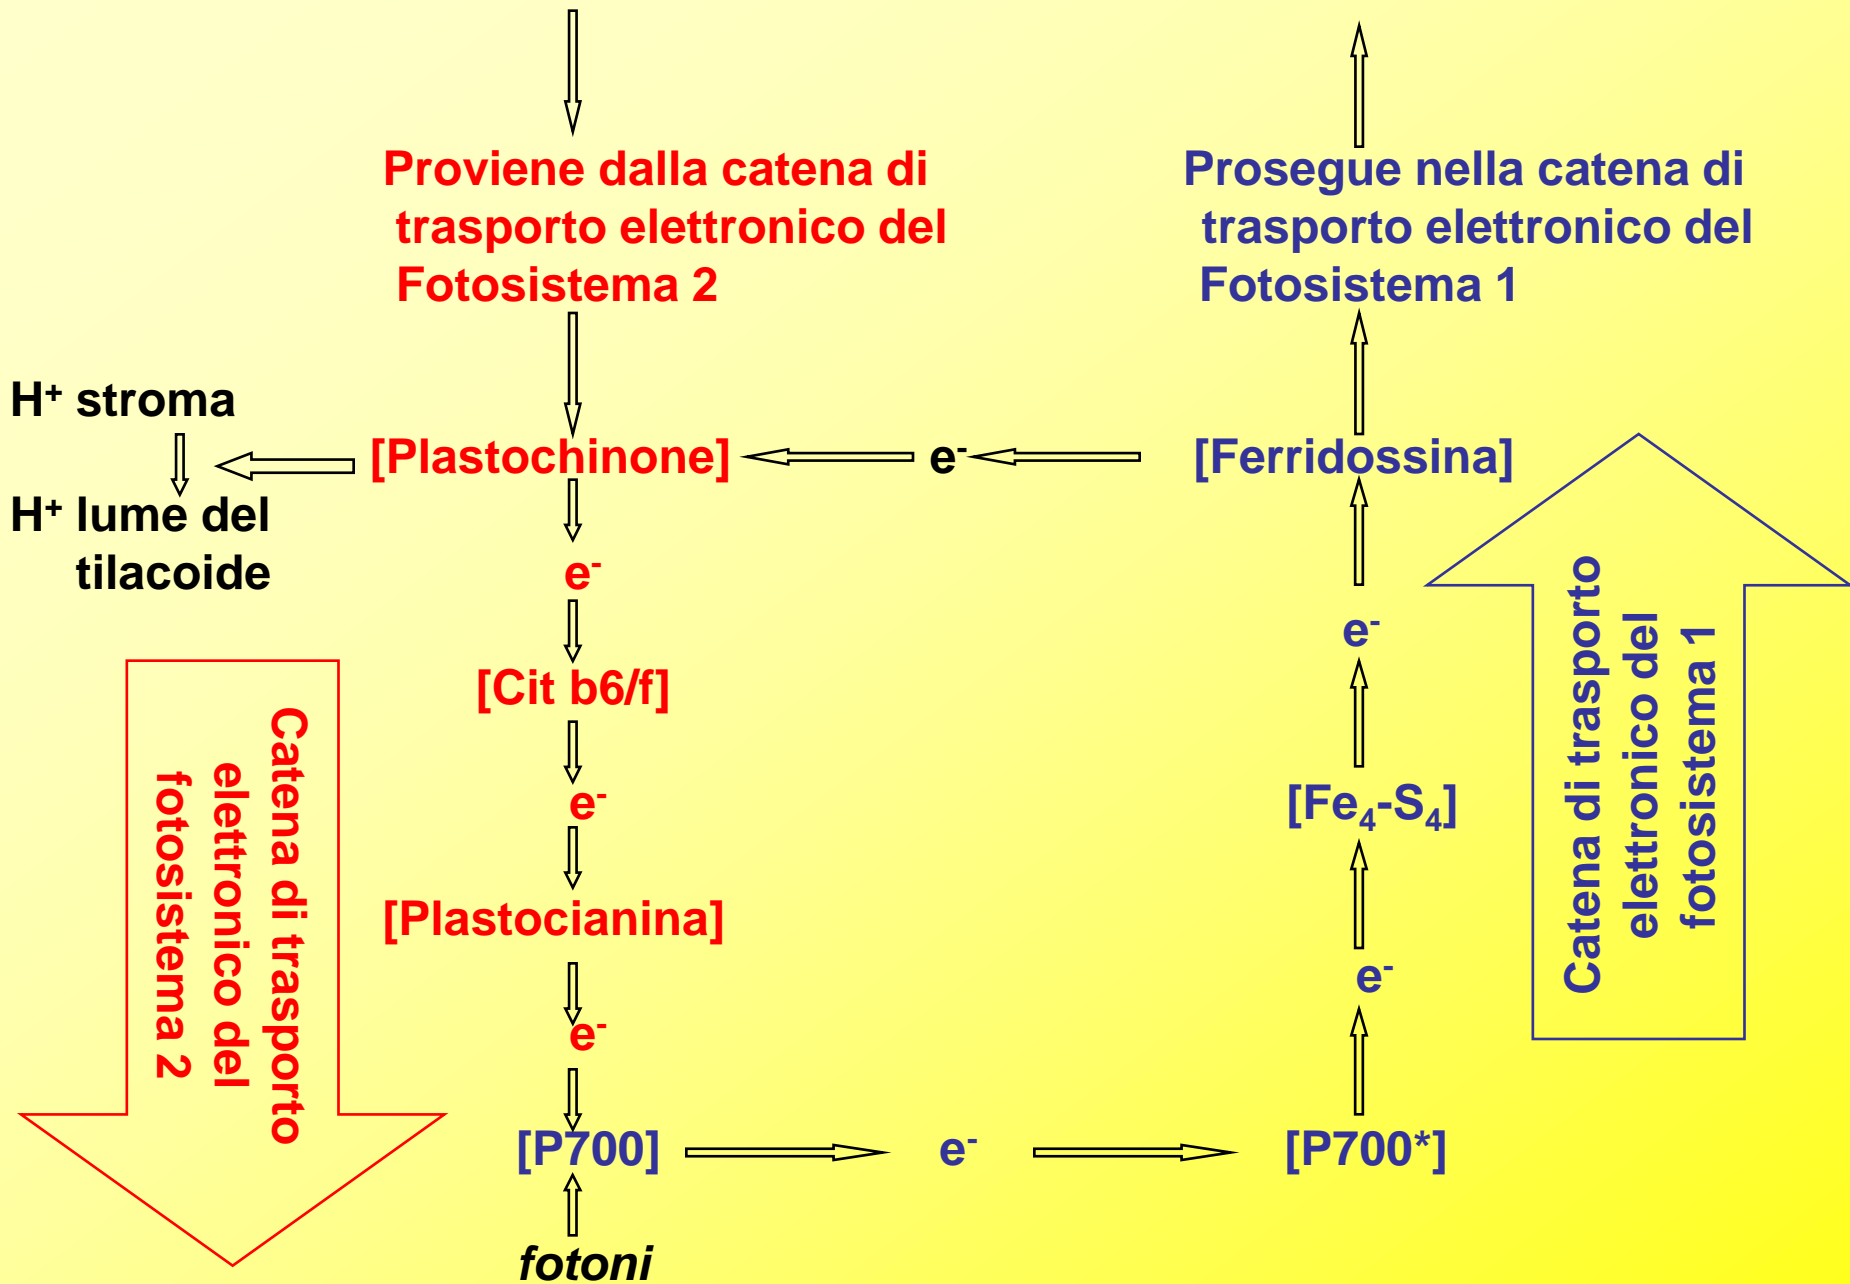 Proviene dalla catena di
trasporto elettronico del
Fotosistema 2
Prosegue nella catena di
trasporto elettronico del
Fotosistema 1
H⁺ stroma
[Plastochinone]
e⁻
[Ferridossina]
H⁺ lume del
tilacoide
e⁻
e⁻
[Cit b6/f]
e⁻
[Fe₄-S₄]
[Plastocianina]
e⁻
e⁻
[P700]
e⁻
[P700*]
fotoni
Catena di trasporto
elettronico del
fotosistema 2
Catena di trasporto
elettronico del
fotosistema 1